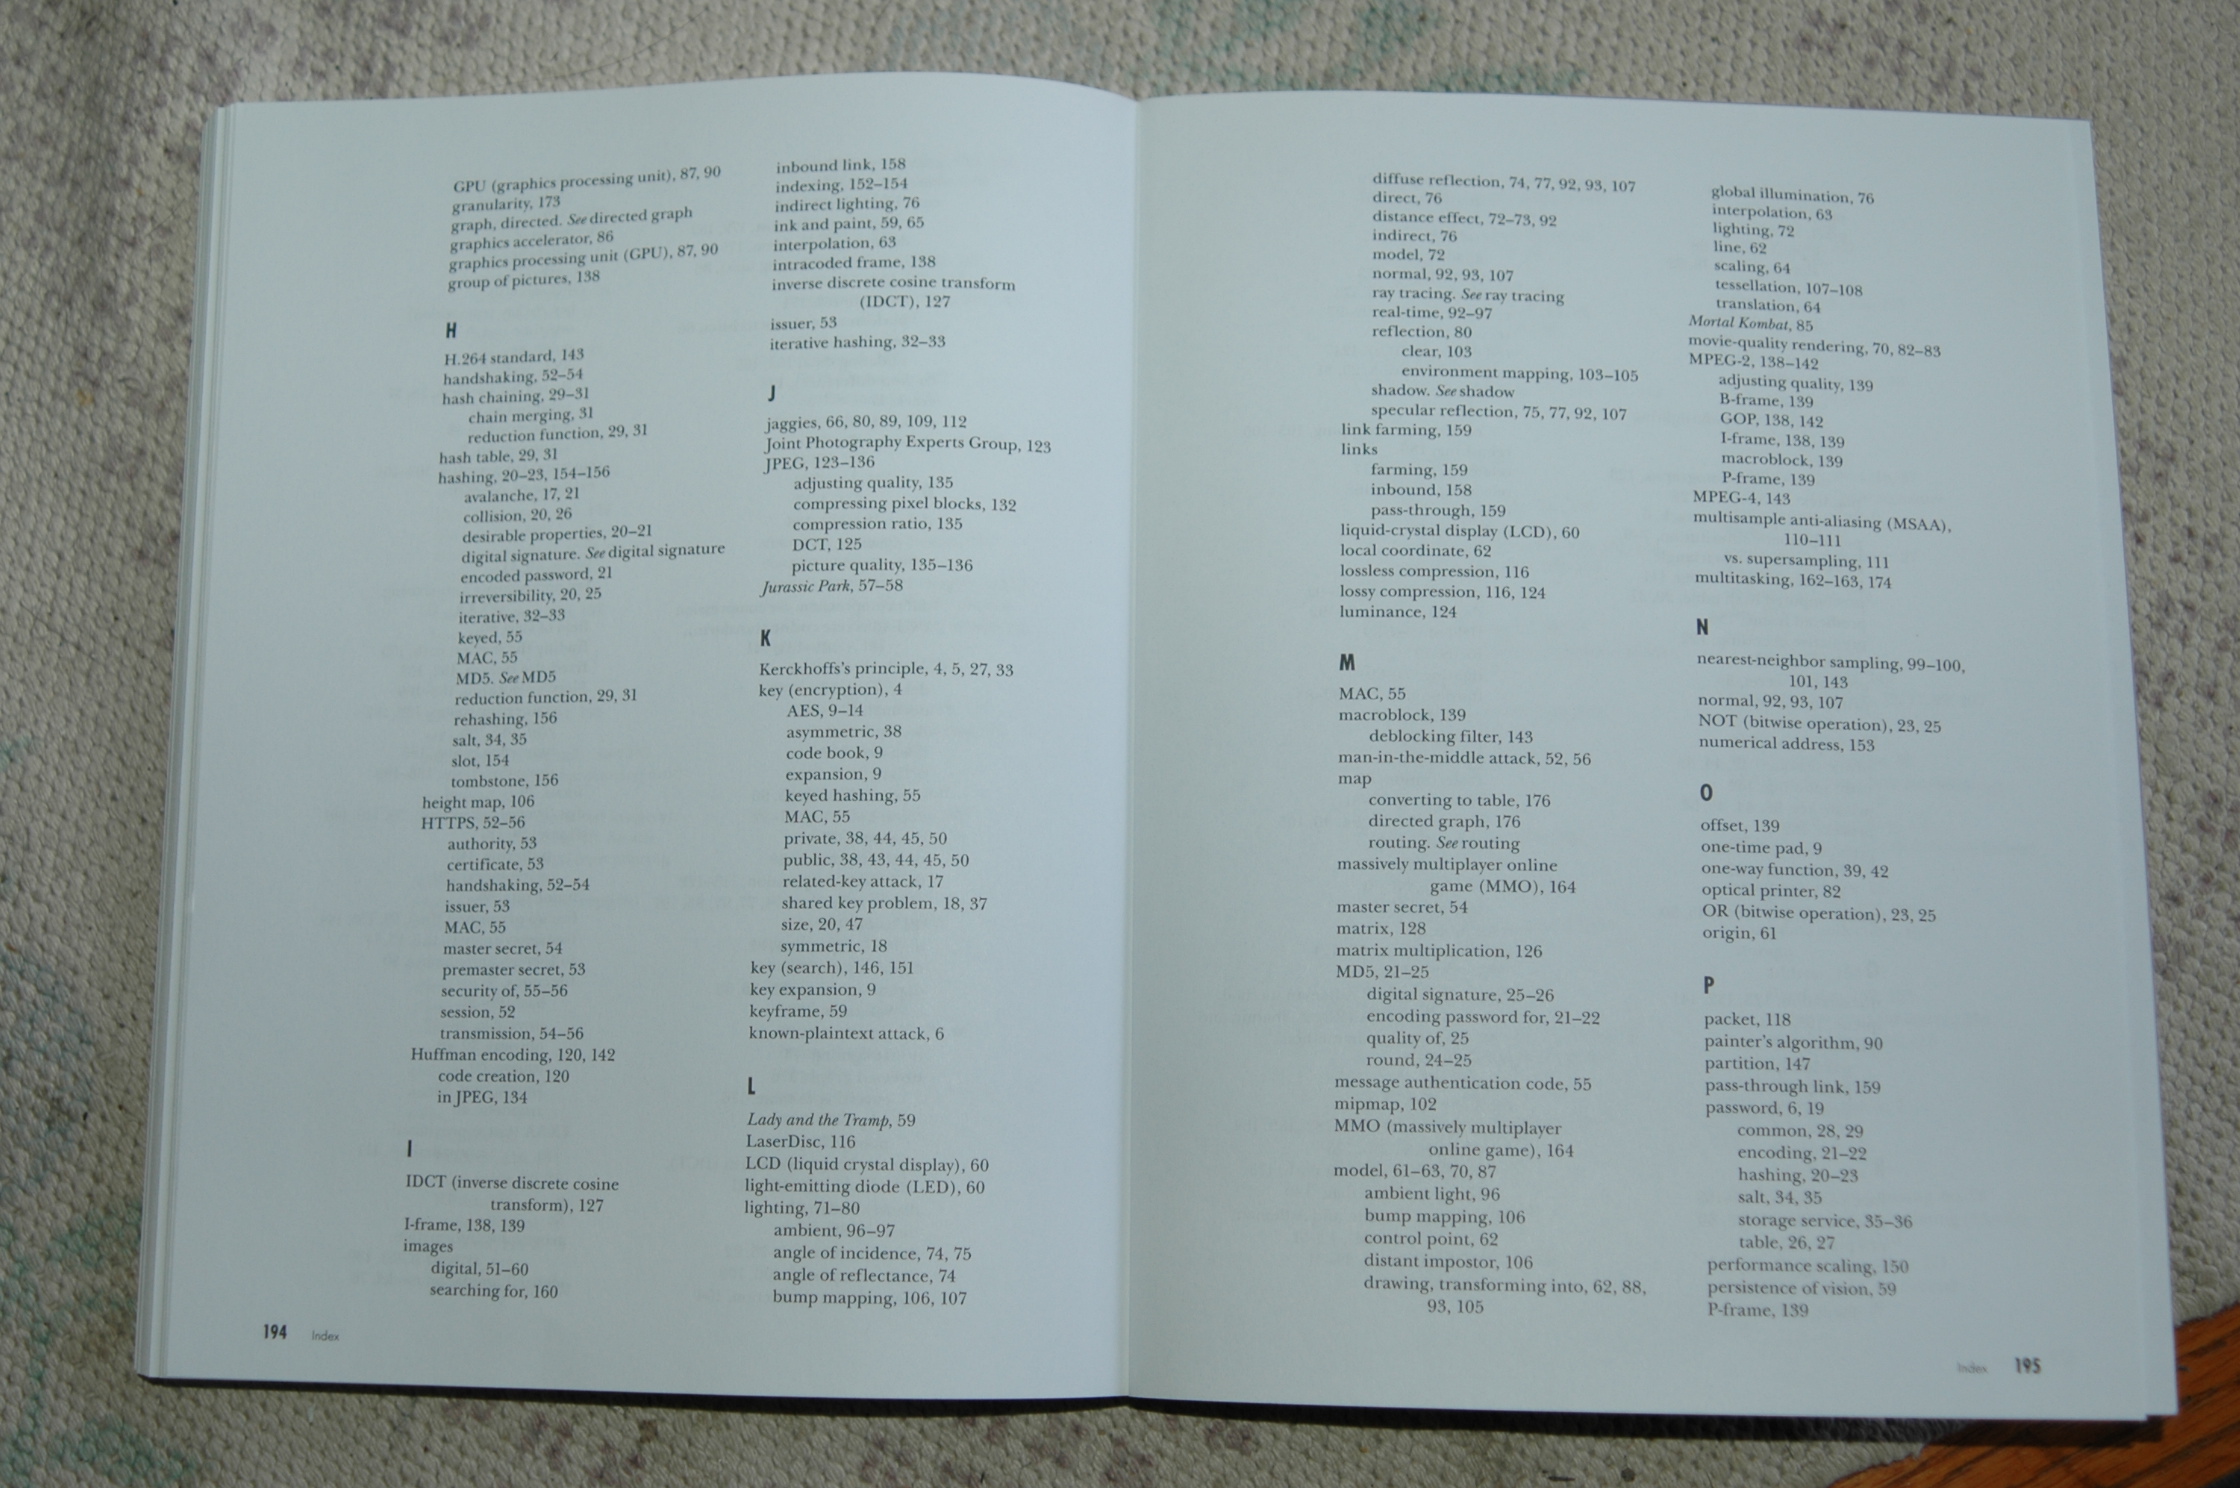 GPU (graphics processing unit), 87, 90
granularity, 173
graph, directed. See directed graph
graphics accelerator, 86
graphics processing unit (GPU), 87, 90
group of pictures, 138
H
H.264 standard, 143
handshaking, 52–54
hash chaining, 29–31
chain merging, 31
reduction function, 29, 31
hash table, 29, 31
hashing, 20–23, 154–156
avalanche, 17, 21
collision, 20, 26
desirable properties, 20–21
digital signature. See digital signature
encoded password, 21
irreversibility, 20, 25
iterative, 32–33
keyed, 55
MAC, 55
MD5. See MD5
reduction function, 29, 31
rehashing, 156
salt, 34, 35
slot, 154
tombstone, 156
height map, 106
HTTPS, 52–56
authority, 53
certificate, 53
handshaking, 52–54
issuer, 53
MAC, 55
master secret, 54
premaster secret, 53
security of, 55–56
session, 52
transmission, 54–56
Huffman encoding, 120, 142
code creation, 120
in JPEG, 134
I
IDCT (inverse discrete cosine
transform), 127
I-frame, 138, 139
images
digital, 51–60
searching for, 160
inbound link, 158
indexing, 152–154
indirect lighting, 76
ink and paint, 59, 65
interpolation, 63
intracoded frame, 138
inverse discrete cosine transform
(IDCT), 127
issuer, 53
iterative hashing, 32–33
J
jaggies, 66, 80, 89, 109, 112
Joint Photography Experts Group, 123
JPEG, 123–136
adjusting quality, 135
compressing pixel blocks, 132
compression ratio, 135
DCT, 125
picture quality, 135–136
Jurassic Park, 57–58
K
Kerckhoffs's principle, 4, 5, 27, 33
key (encryption), 4
AES, 9–14
asymmetric, 38
code book, 9
expansion, 9
keyed hashing, 55
MAC, 55
private, 38, 44, 45, 50
public, 38, 43, 44, 45, 50
related-key attack, 17
shared key problem, 18, 37
size, 20, 47
symmetric, 18
key (search), 146, 151
key expansion, 9
keyframe, 59
known-plaintext attack, 6
L
Lady and the Tramp, 59
LaserDisc, 116
LCD (liquid crystal display), 60
light-emitting diode (LED), 60
lighting, 71–80
ambient, 96–97
angle of incidence, 74, 75
angle of reflectance, 74
bump mapping, 106, 107
194 Index
diffuse reflection, 74, 77, 92, 93, 107
direct, 76
distance effect, 72–73, 92
indirect, 76
model, 72
normal, 92, 93, 107
ray tracing. See ray tracing
real-time, 92–97
reflection, 80
clear, 103
environment mapping, 103–105
shadow. See shadow
specular reflection, 75, 77, 92, 107
link farming, 159
links
farming, 159
inbound, 158
pass-through, 159
liquid-crystal display (LCD), 60
local coordinate, 62
lossless compression, 116
lossy compression, 116, 124
luminance, 124
M
MAC, 55
macroblock, 139
deblocking filter, 143
man-in-the-middle attack, 52, 56
map
converting to table, 176
directed graph, 176
routing. See routing
massively multiplayer online
game (MMO), 164
master secret, 54
matrix, 128
matrix multiplication, 126
MD5, 21–25
digital signature, 25–26
encoding password for, 21–22
quality of, 25
round, 24–25
message authentication code, 55
mipmap, 102
MMO (massively multiplayer
online game), 164
model, 61–63, 70, 87
ambient light, 96
bump mapping, 106
control point, 62
distant impostor, 106
drawing, transforming into, 62, 88,
93, 105
global illumination, 76
interpolation, 63
lighting, 72
line, 62
scaling, 64
tessellation, 107–108
translation, 64
Mortal Kombat, 85
movie-quality rendering, 70, 82–83
MPEG-2, 138–142
adjusting quality, 139
B-frame, 139
GOP, 138, 142
I-frame, 138, 139
macroblock, 139
P-frame, 139
MPEG-4, 143
multisample anti-aliasing (MSAA),
110–111
vs. supersampling, 111
multitasking, 162–163, 174
N
nearest-neighbor sampling, 99–100,
101, 143
normal, 92, 93, 107
NOT (bitwise operation), 23, 25
numerical address, 153
O
offset, 139
one-time pad, 9
one-way function, 39, 42
optical printer, 82
OR (bitwise operation), 23, 25
origin, 61
P
packet, 118
painter's algorithm, 90
partition, 147
pass-through link, 159
password, 6, 19
common, 28, 29
encoding, 21–22
hashing, 20–23
salt, 34, 35
storage service, 35–36
table, 26, 27
performance scaling, 150
persistence of vision, 59
P-frame, 139
Index 195